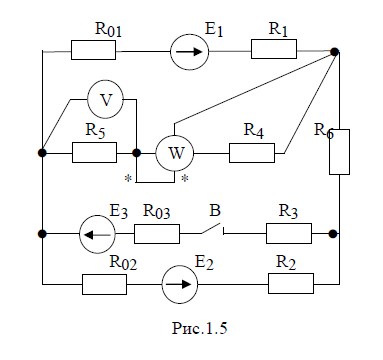 R01 E1 R1
V
R5 W R4 R6
* *
E3 R03 B R3
R02 E2 R2
Рис.1.5